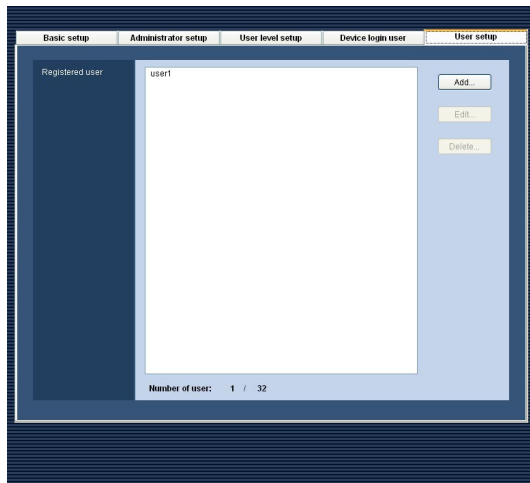 Basic setup Administrator setup User level setup Device login user User setup
Registered user
user1
Add...
Edit...
Delete...
Number of user: 1 / 32